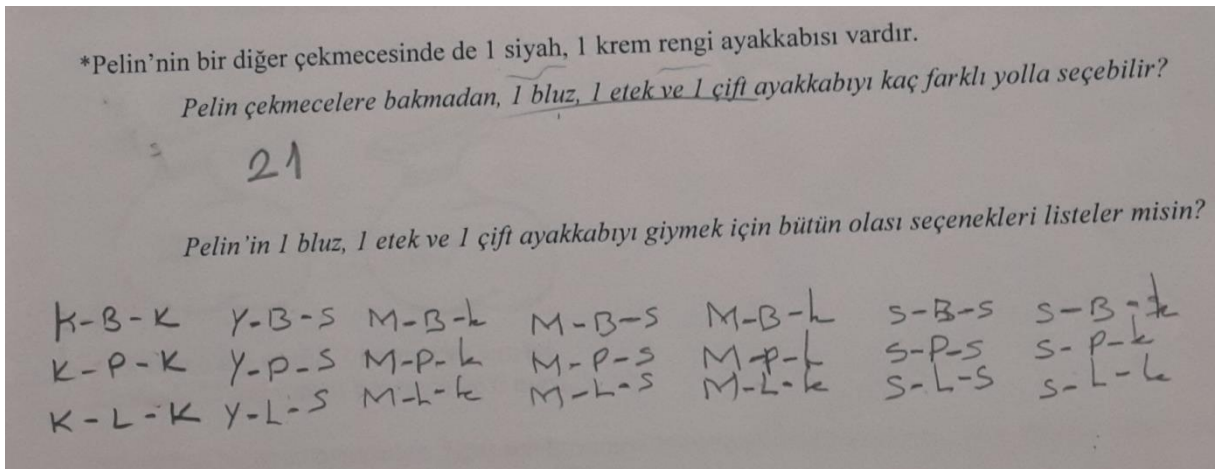 *Pelin'nin bir diğer çekmecesinde de 1 siyah, 1 krem rengi ayakkabısı vardır.
Pelin çekmecelere bakmadan, 1 bluz, 1 etek ve 1 çift ayakkabıyı kaç farklı yolla seçebilir?
21
Pelin'in 1 bluz, 1 etek ve 1 çift ayakkabıyı giymek için bütün olası seçenekleri listeler misin?
K-B-K Y-B-S M-B-k M-B-S M-B-k S-B-S S-B-k
K-P-K Y-P-S M-P-k M-P-S M-P-k S-P-S S-P-k
K-L-K Y-L-S M-L-k M-L-S M-L-k S-L-S S-L-k